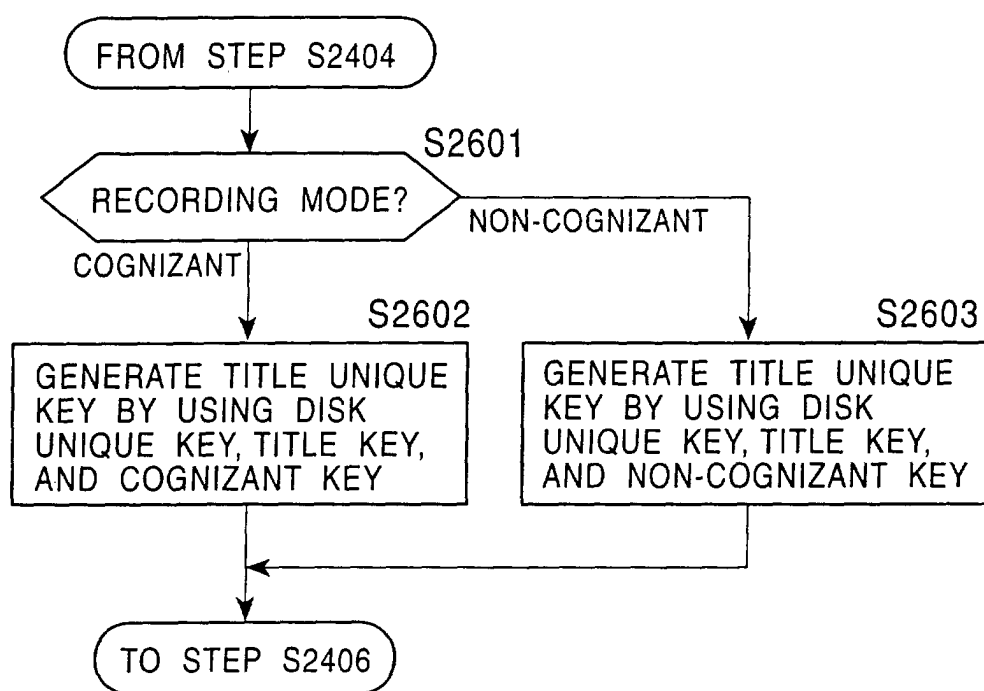 FROM STEP S2404
S2601
RECORDING MODE?
NON-COGNIZANT
COGNIZANT
S2602
GENERATE TITLE UNIQUE
KEY BY USING DISK
UNIQUE KEY, TITLE KEY,
AND COGNIZANT KEY
S2603
GENERATE TITLE UNIQUE
KEY BY USING DISK
UNIQUE KEY, TITLE KEY,
AND NON-COGNIZANT KEY
TO STEP S2406